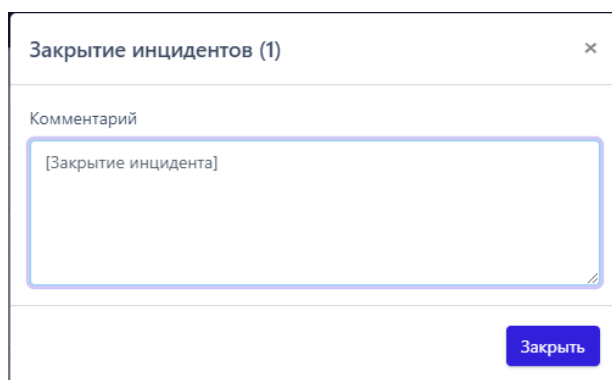 Закрытие инцидентов (1)
×
Комментарий
[Закрытие инцидента]
Закрыть